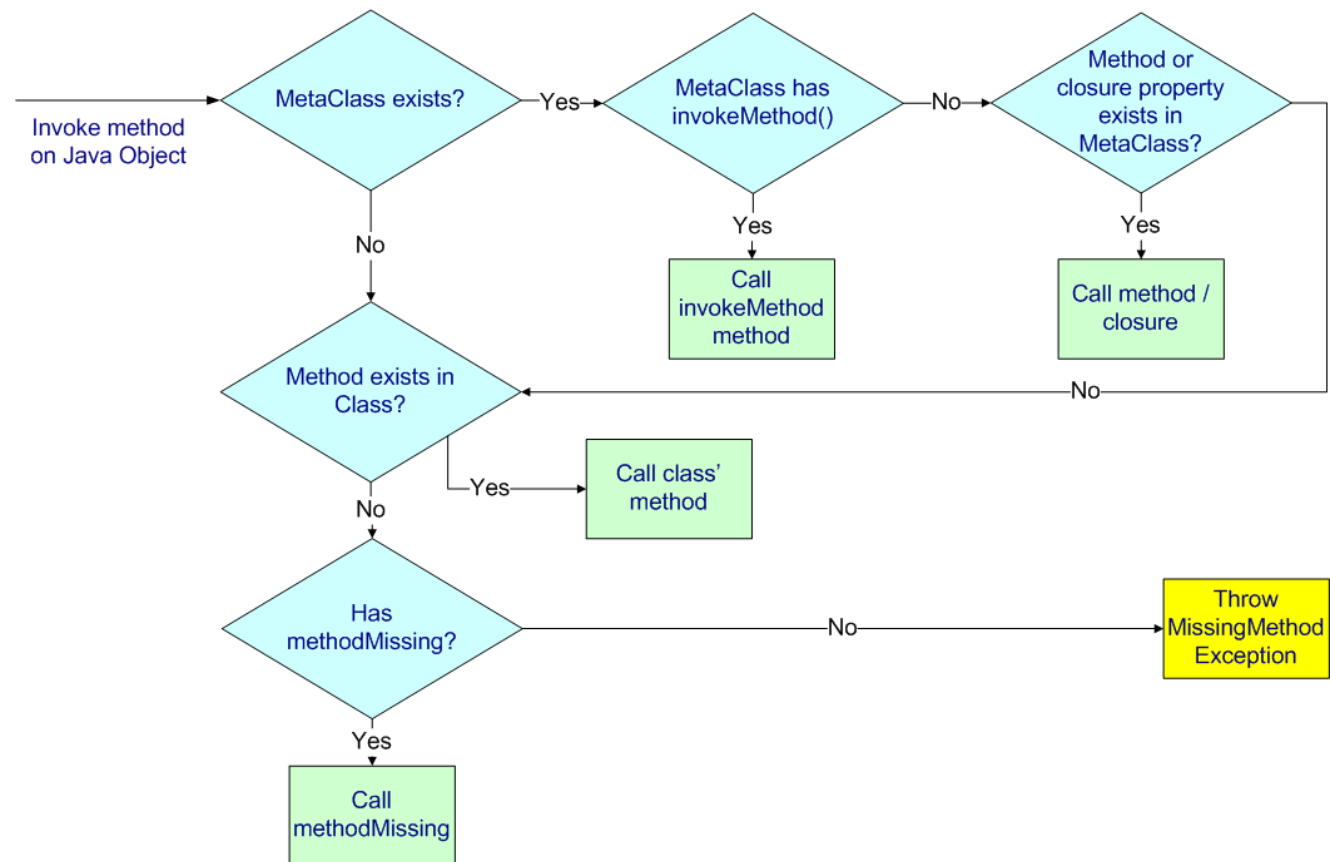 MetaClass exists?
Yes
MetaClass has
invokeMethod()
No
Method or
closure property
exists in
MetaClass?
Invoke method
on Java Object
No
Yes
Call
invokeMethod
method
Yes
Call method /
closure
Method exists in
Class?
No
Yes
Call class’
method
No
Has
methodMissing?
No
Throw
MissingMethod
Exception
Yes
Call
methodMissing